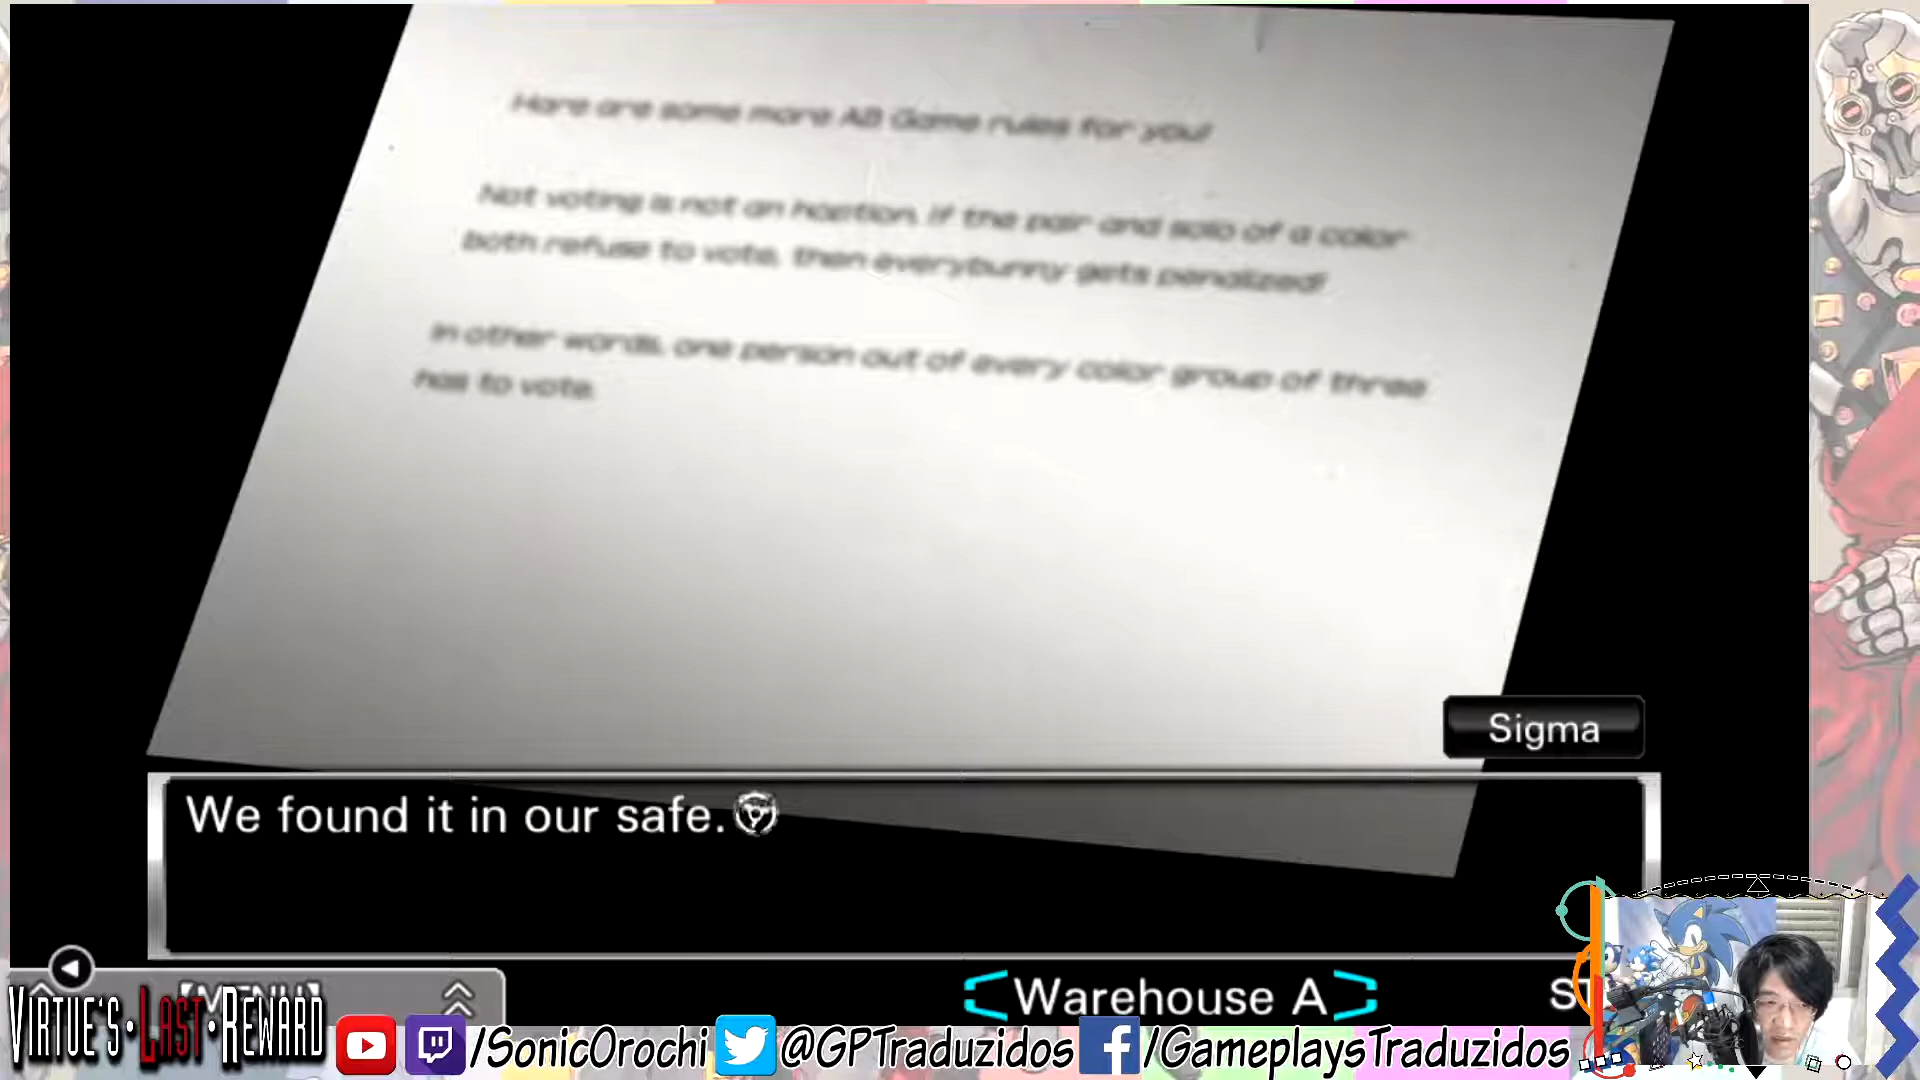 Hare are some more AB Game rules for you!
Not voting is not an hoption. If the pair and solo of a color
both refuse to vote, then everybunny gets penalized!
In other words, one person out of every color group of three
has to vote.
Sigma
We found it in our safe.
Warehouse A
VIRTUE'S·LAST·REWARD
/SonicOrochi
@GPTraduzidos
/GameplaysTraduzidos